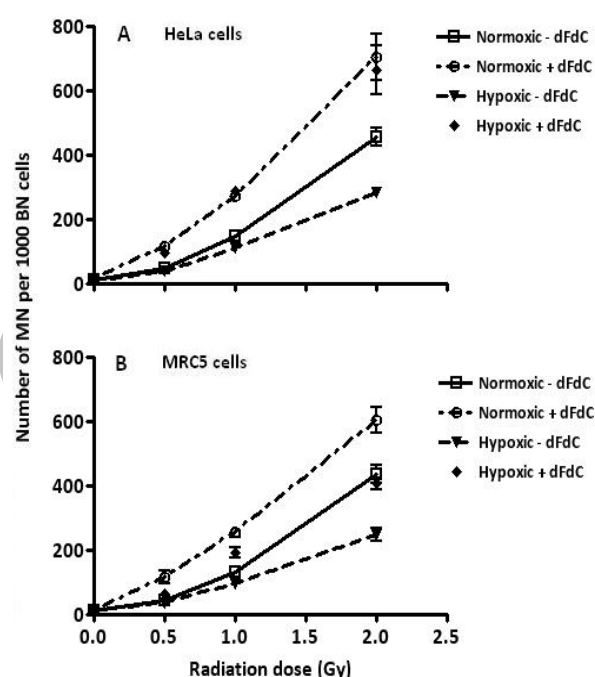 A HeLa cells
800
600
400
200
0
Normoxic - dFdC
Normoxic + dFdC
Hypoxic - dFdC
Hypoxic + dFdC
Number of MN per 1000 BN cells
B MRC5 cells
800
600
400
200
0
Normoxic - dFdC
Normoxic + dFdC
Hypoxic - dFdC
Hypoxic + dFdC
0.0 0.5 1.0 1.5 2.0 2.5
Radiation dose (Gy)